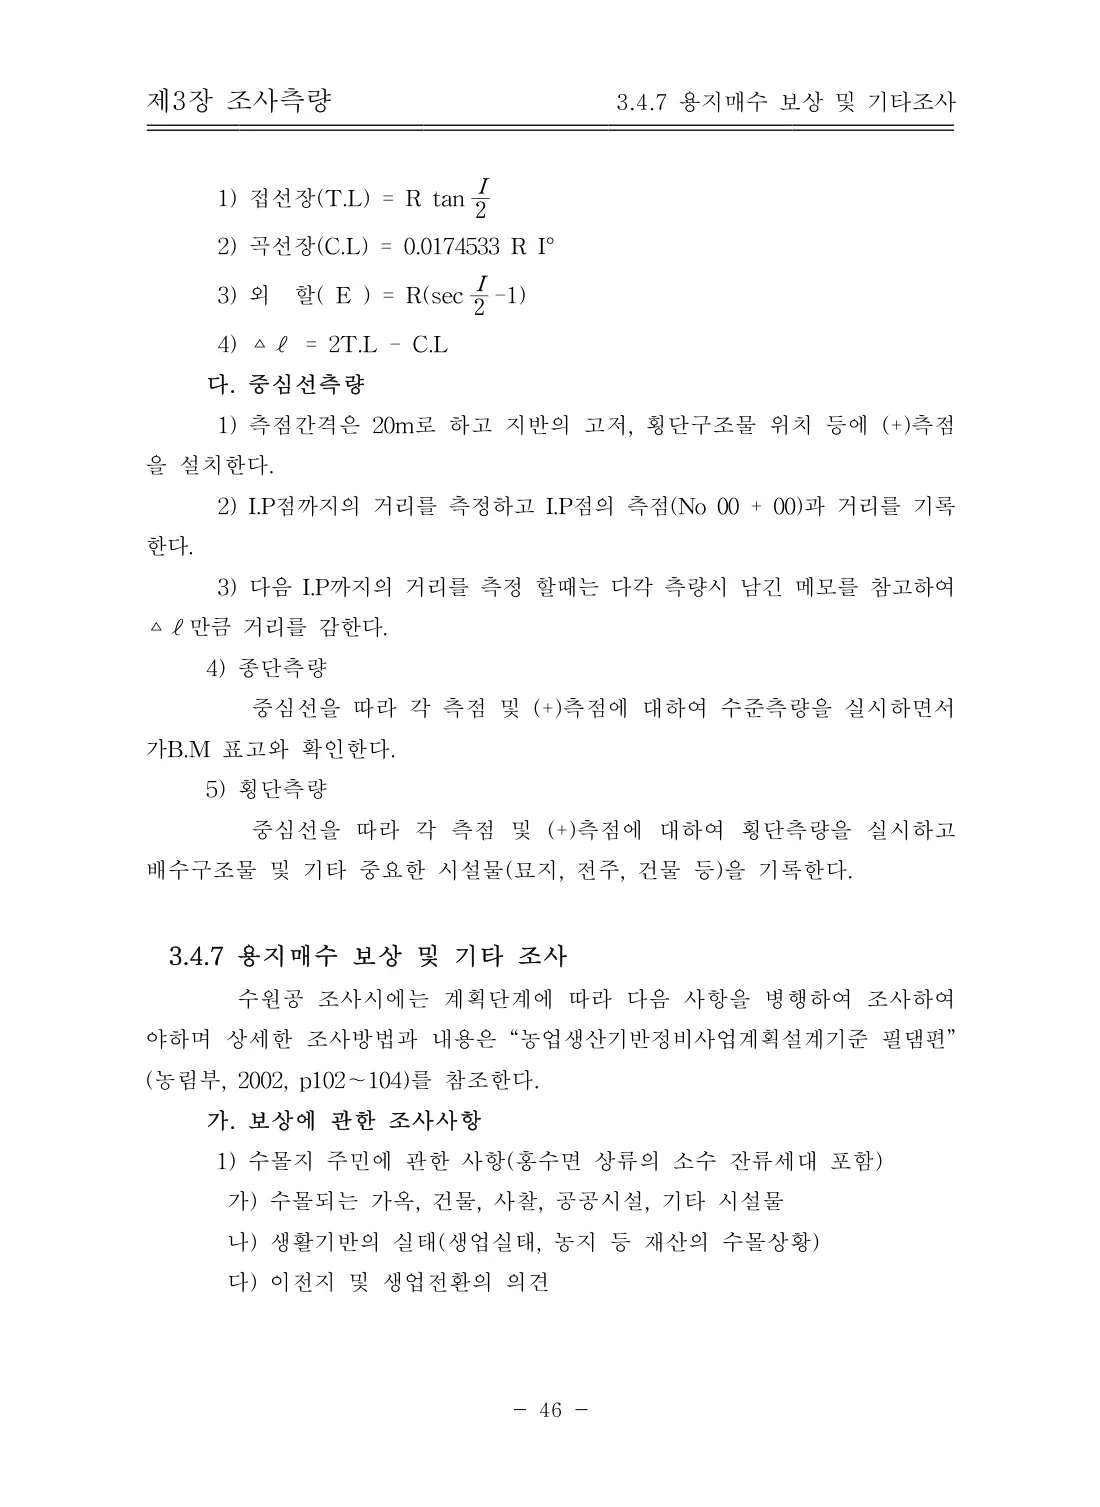 제3장 조사측량 3.4.7 용지매수 보상 및 기타조사
1) 접선장(T.L) = R tan I/2
2) 곡선장(C.L) = 0.0174533 R I°
3) 외 할( E ) = R(sec I/2 -1)
4) △ℓ = 2T.L - C.L
다. 중심선측량
1) 측점간격은 20m로 하고 지반의 고저, 횡단구조물 위치 등에 (+)측점
을 설치한다.
2) I.P점까지의 거리를 측정하고 I.P점의 측점(No 00 + 00)과 거리를 기록
한다.
3) 다음 I.P까지의 거리를 측정 할때는 다각 측량시 남긴 메모를 참고하여
△ℓ만큼 거리를 감한다.
4) 종단측량
중심선을 따라 각 측점 및 (+)측점에 대하여 수준측량을 실시하면서
가B.M 표고와 확인한다.
5) 횡단측량
중심선을 따라 각 측점 및 (+)측점에 대하여 횡단측량을 실시하고
배수구조물 및 기타 중요한 시설물(묘지, 전주, 건물 등)을 기록한다.
3.4.7 용지매수 보상 및 기타 조사
수원공 조사시에는 계획단계에 따라 다음 사항을 병행하여 조사하여
야하며 상세한 조사방법과 내용은 “농업생산기반정비사업계획설계기준 필댐편”
(농림부, 2002, p102～104)를 참조한다.
가. 보상에 관한 조사사항
1) 수몰지 주민에 관한 사항(홍수면 상류의 소수 잔류세대 포함)
가) 수몰되는 가옥, 건물, 사찰, 공공시설, 기타 시설물
나) 생활기반의 실태(생업실태, 농지 등 재산의 수몰상황)
다) 이전지 및 생업전환의 의견
- 46 -